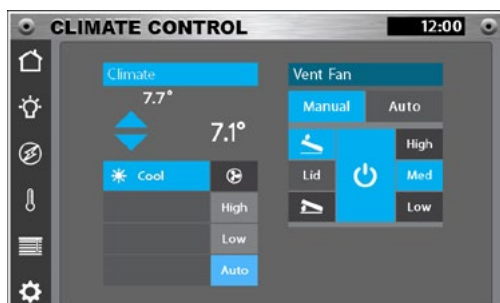 CLIMATE CONTROL 12:00
Climate
7.7°
7.1°
Cool
High
Low
Auto
Vent Fan
Manual Auto
High
Lid Med
Low